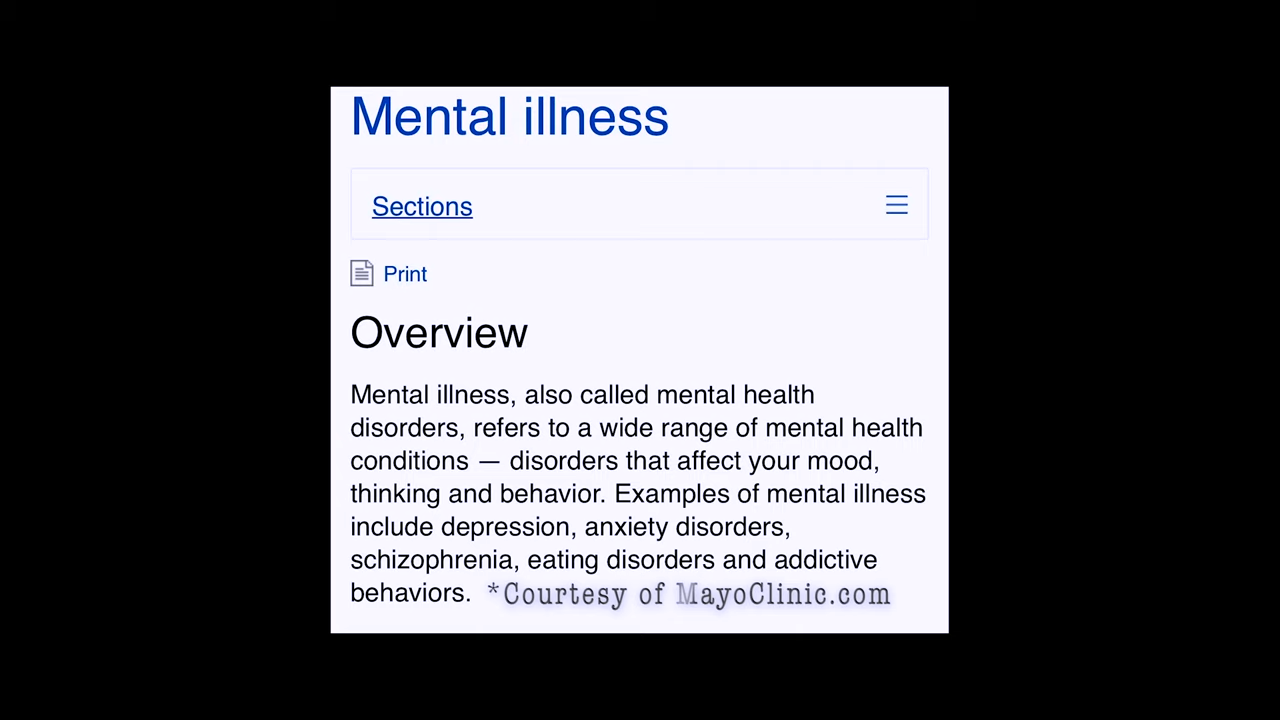 Mental illness
Sections
Print
Overview
Mental illness, also called mental health
disorders, refers to a wide range of mental health
conditions — disorders that affect your mood,
thinking and behavior. Examples of mental illness
include depression, anxiety disorders,
schizophrenia, eating disorders and addictive
behaviors. *Courtesy of MayoClinic.com